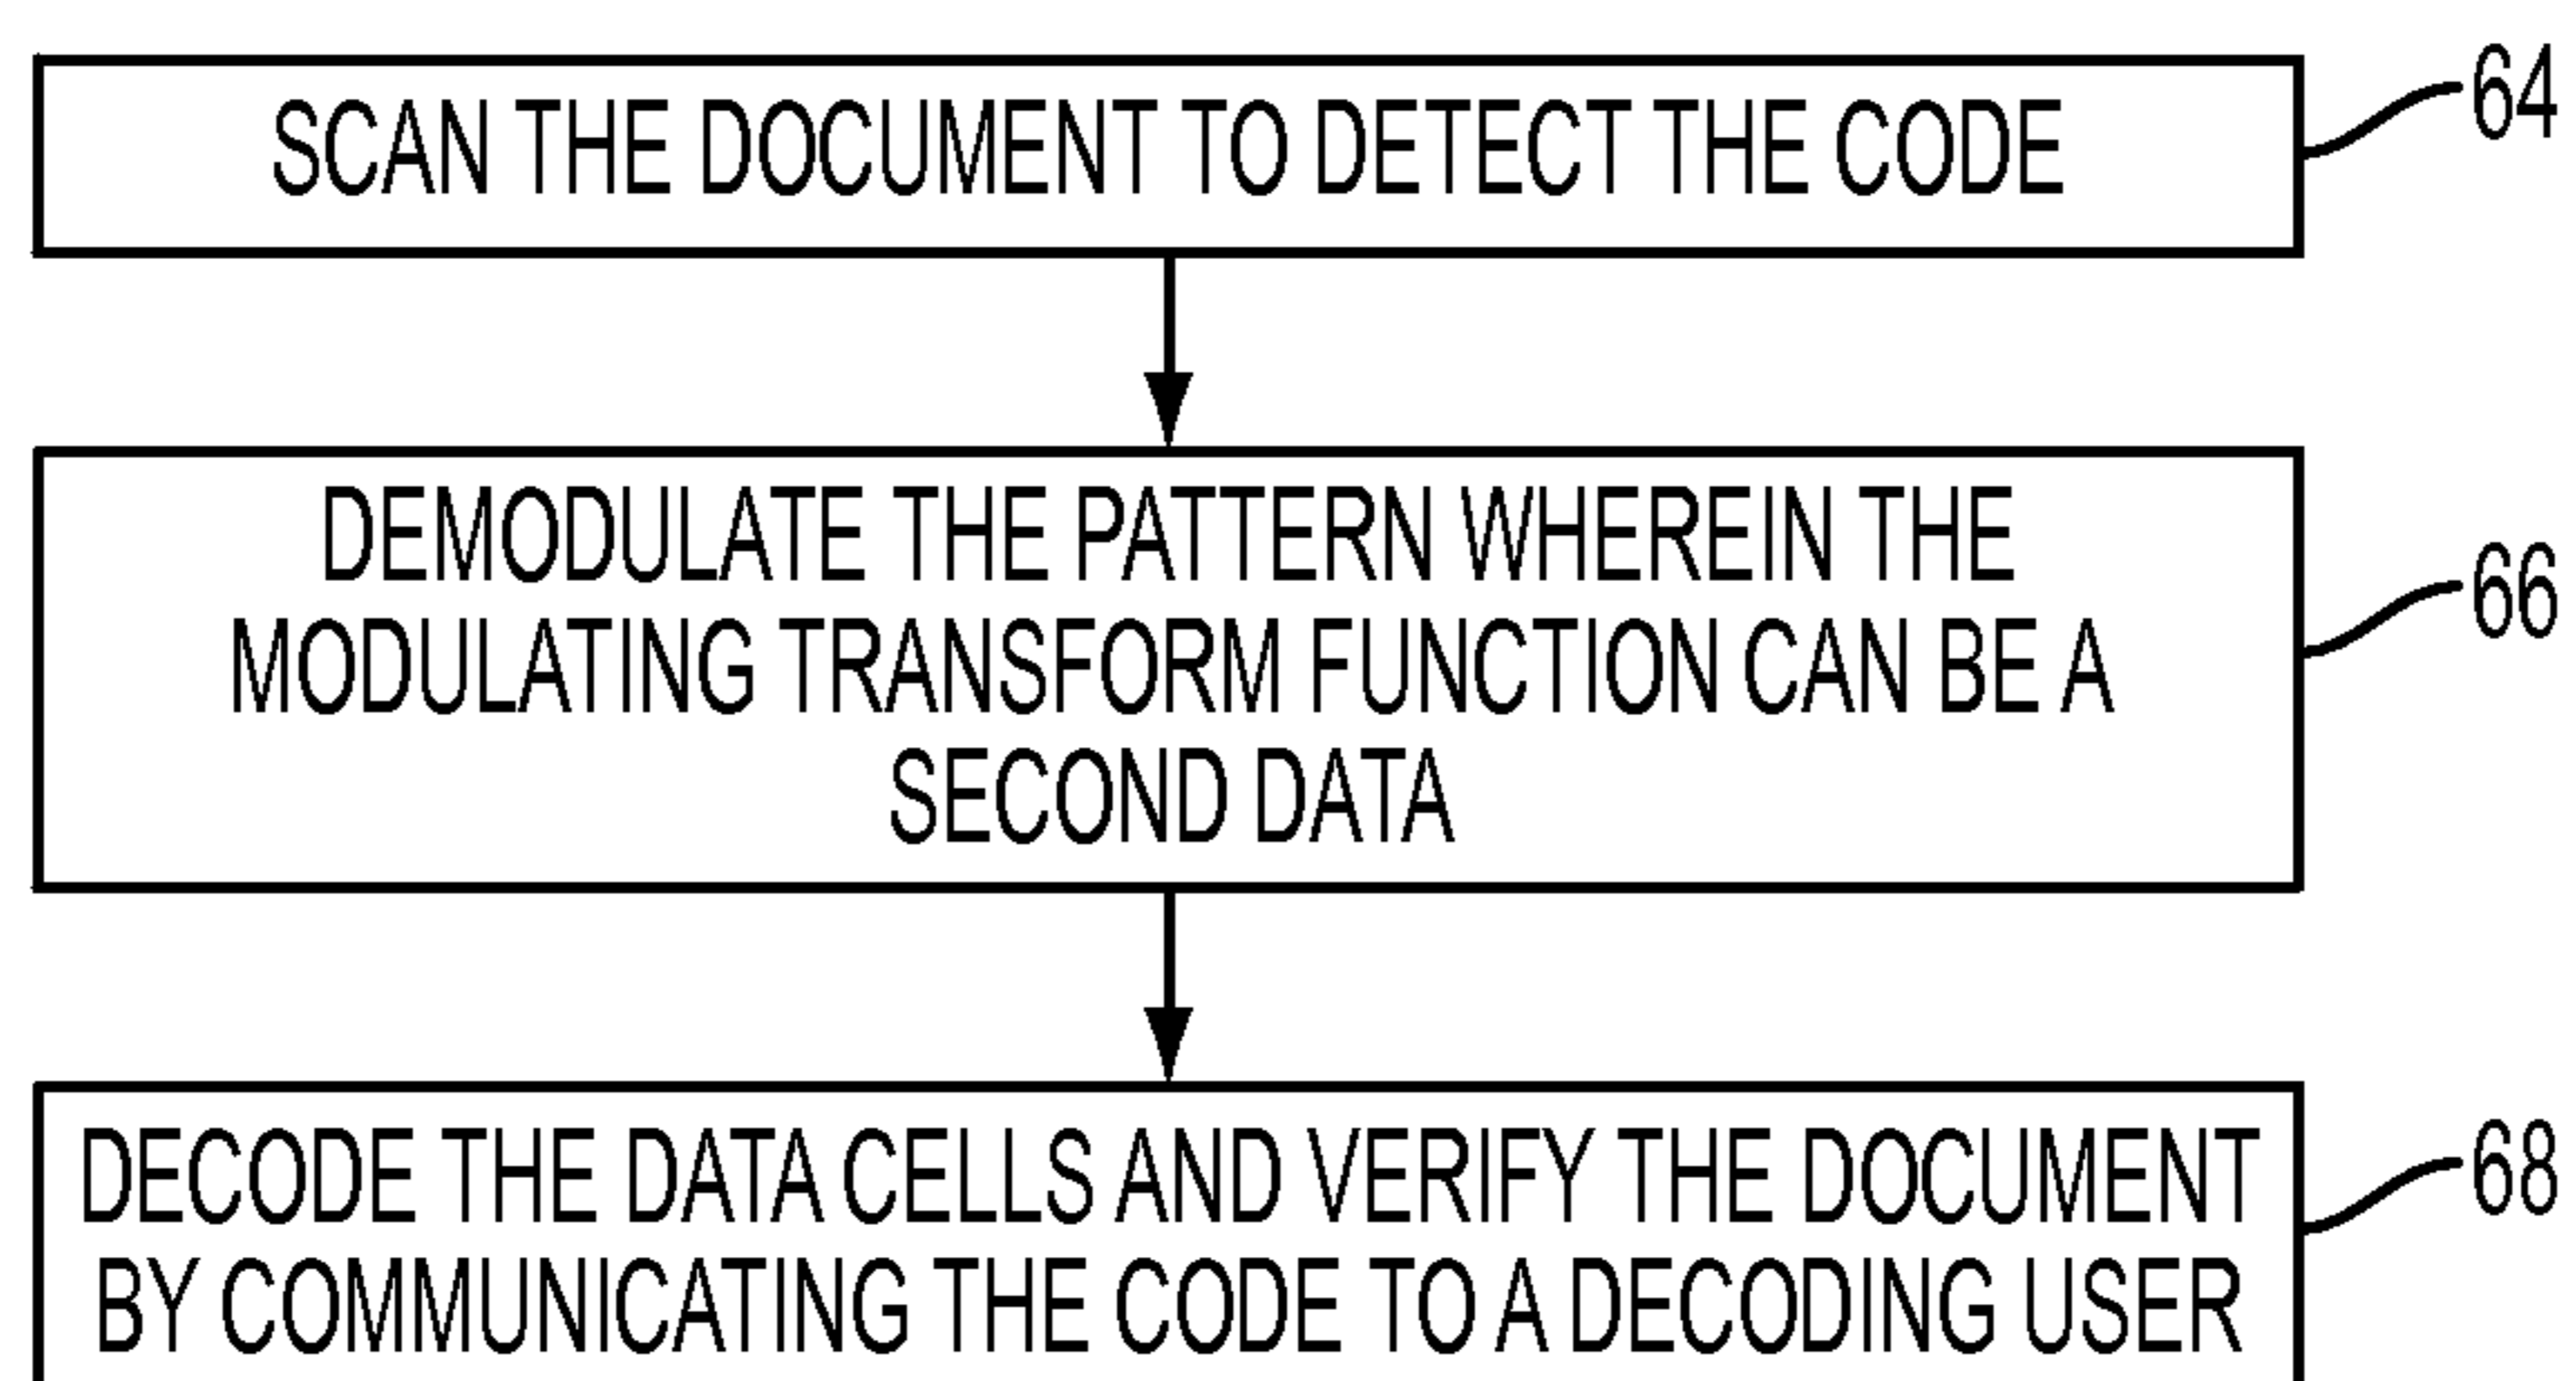 SCAN THE DOCUMENT TO DETECT THE CODE
64
DEMODULATE THE PATTERN WHEREIN THE
MODULATING TRANSFORM FUNCTION CAN BE A
SECOND DATA
66
DECODE THE DATA CELLS AND VERIFY THE DOCUMENT
BY COMMUNICATING THE CODE TO A DECODING USER
68